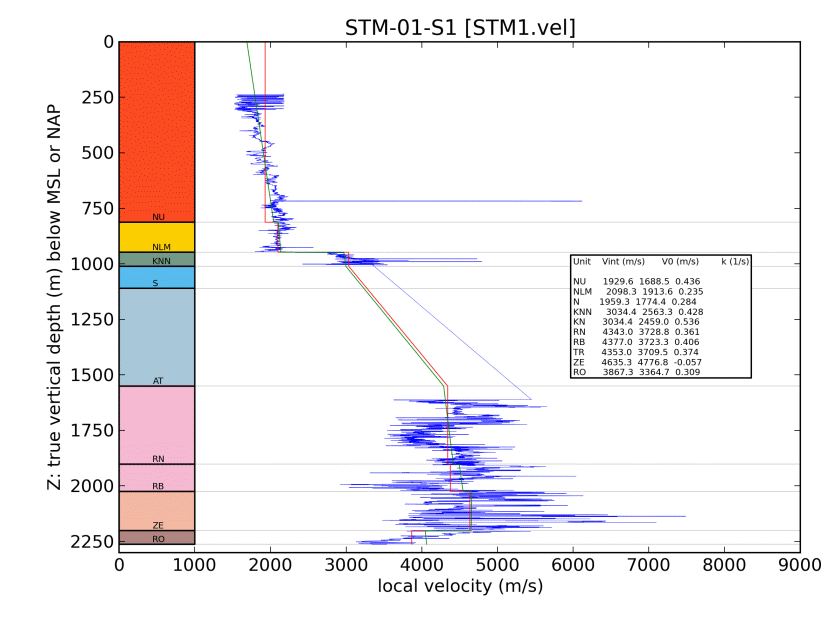 STM-01-S1 [STM1.vel]
Z: true vertical depth (m) below MSL or NAP
0
250
500
750
1000
1250
1500
1750
2000
2250
NU
NLM
KNN
S
AT
RN
RB
ZE
RO
Unit Vint (m/s) V0 (m/s) k (1/s)
NU 1929.6 1688.5 0.436
NLM 2098.3 1913.6 0.235
N 1959.3 1774.4 0.284
KNN 3034.4 2563.3 0.428
KN 3034.4 2459.0 0.536
RN 4343.0 3728.8 0.361
RB 4377.0 3723.3 0.406
TR 4353.0 3709.5 0.374
ZE 4635.3 4776.8 -0.057
RO 3867.3 3364.7 0.309
0 1000 2000 3000 4000 5000 6000 7000 8000 9000
local velocity (m/s)